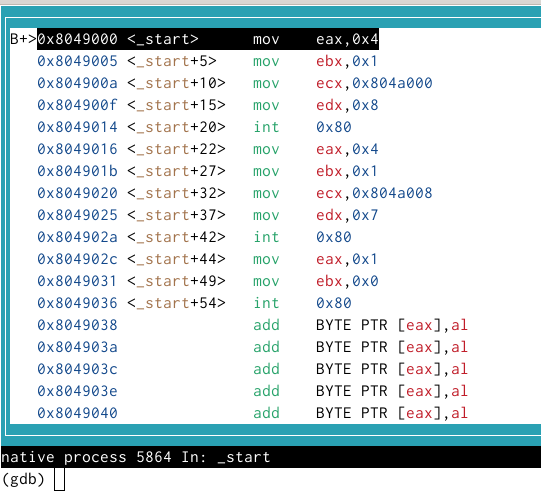 B+>0x8049000 <_start>      mov    eax,0x4
0x8049005 <_start+5>    mov    ebx,0x1
0x804900a <_start+10>   mov    ecx,0x804a000
0x804900f <_start+15>   mov    edx,0x8
0x8049014 <_start+20>   int    0x80
0x8049016 <_start+22>   mov    eax,0x4
0x804901b <_start+27>   mov    ebx,0x1
0x8049020 <_start+32>   mov    ecx,0x804a008
0x8049025 <_start+37>   mov    edx,0x7
0x804902a <_start+42>   int    0x80
0x804902c <_start+44>   mov    eax,0x1
0x8049031 <_start+49>   mov    ebx,0x0
0x8049036 <_start+54>   int    0x80
0x8049038               add    BYTE PTR [eax],al
0x804903a               add    BYTE PTR [eax],al
0x804903c               add    BYTE PTR [eax],al
0x804903e               add    BYTE PTR [eax],al
0x8049040               add    BYTE PTR [eax],al
native process 5864 In: _start
(gdb)